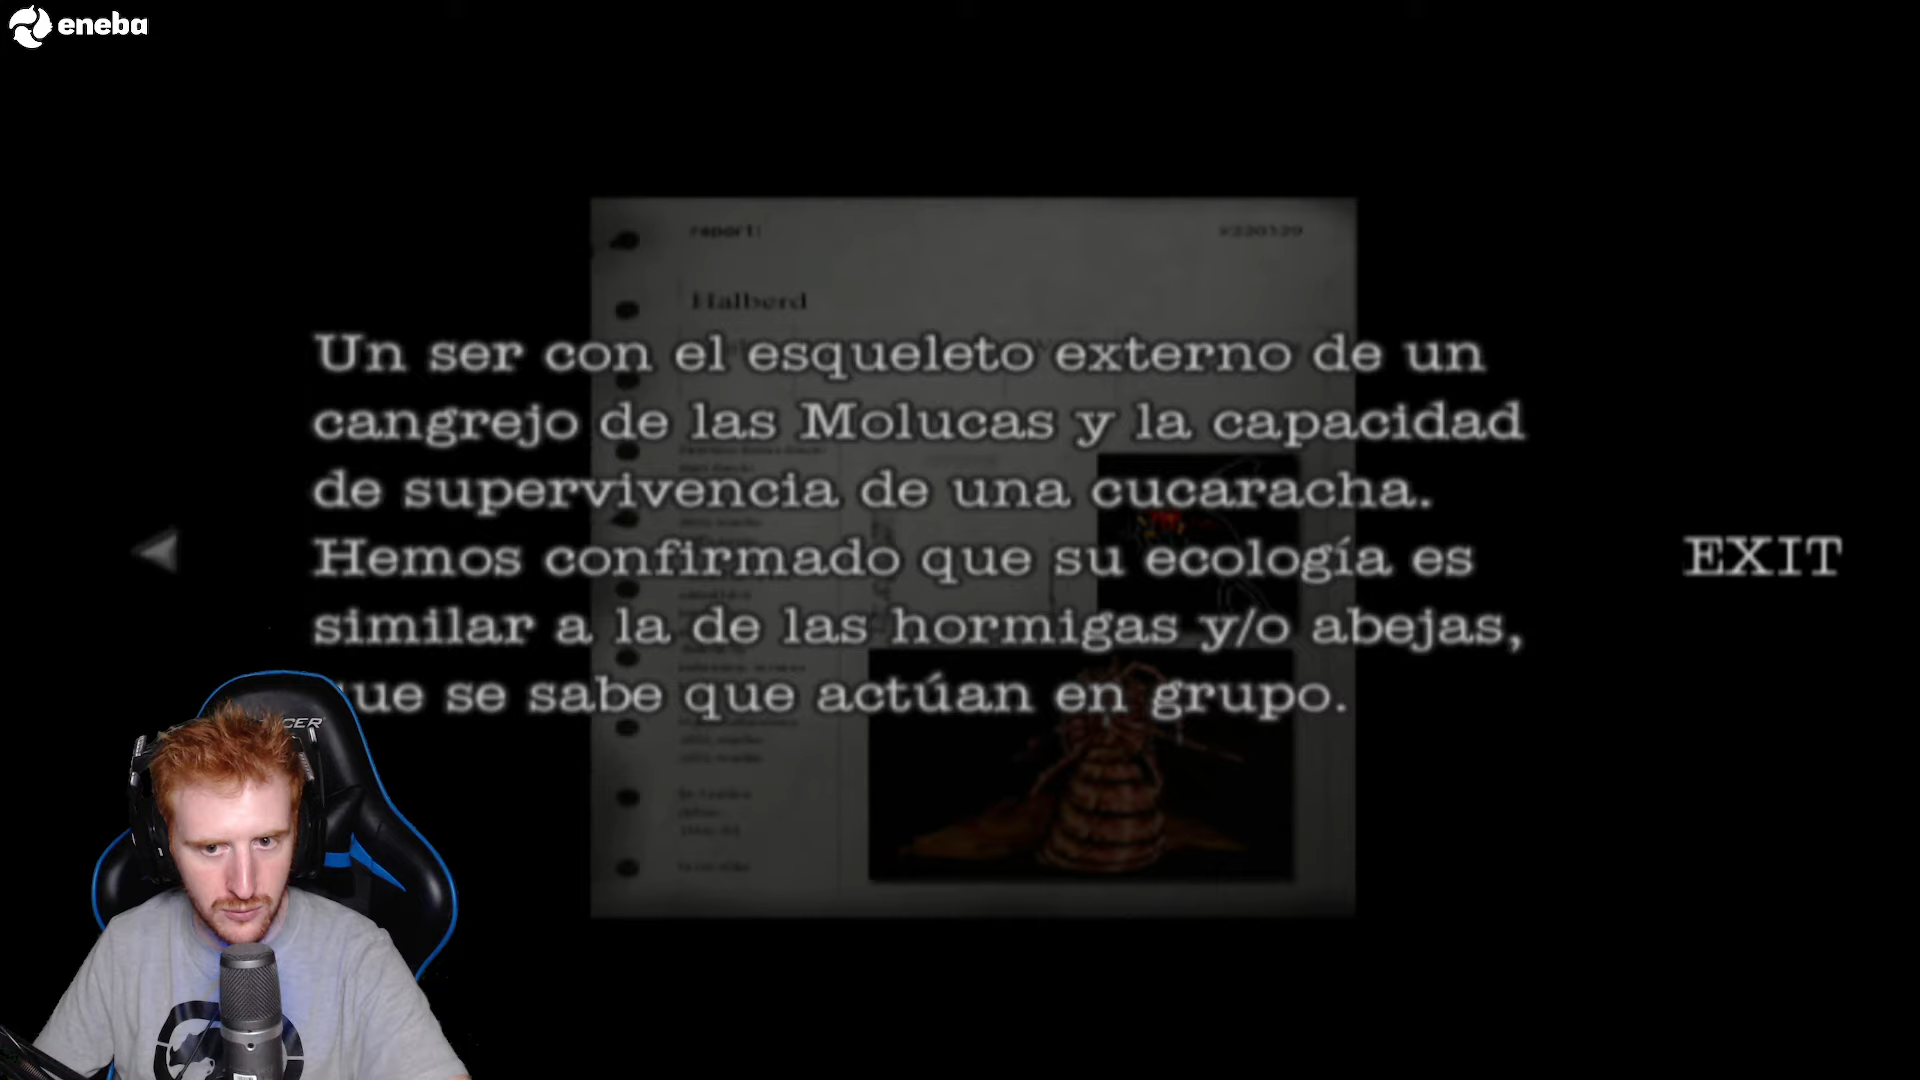 eneba
report:
Halberd
Un ser con el esqueleto externo de un
cangrejo de las Molucas y la capacidad
de supervivencia de una cucaracha.
Hemos confirmado que su ecología es
EXIT
similar a la de las hormigas y/o abejas,
que se sabe que actúan en grupo.